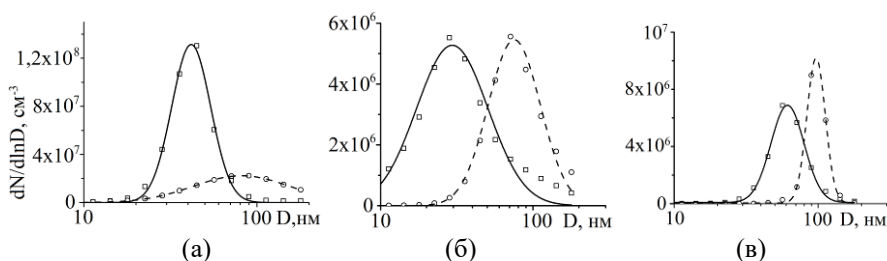 dN/dlnD, см⁻³
1,2x10⁸
8x10⁷
4x10⁷
0
10
100 D,нм
(а)
6x10⁶
4x10⁶
2x10⁶
0
10
100
D, нм
(б)
10⁷
8x10⁶
4x10⁶
0
10
100
D, нм
(в)